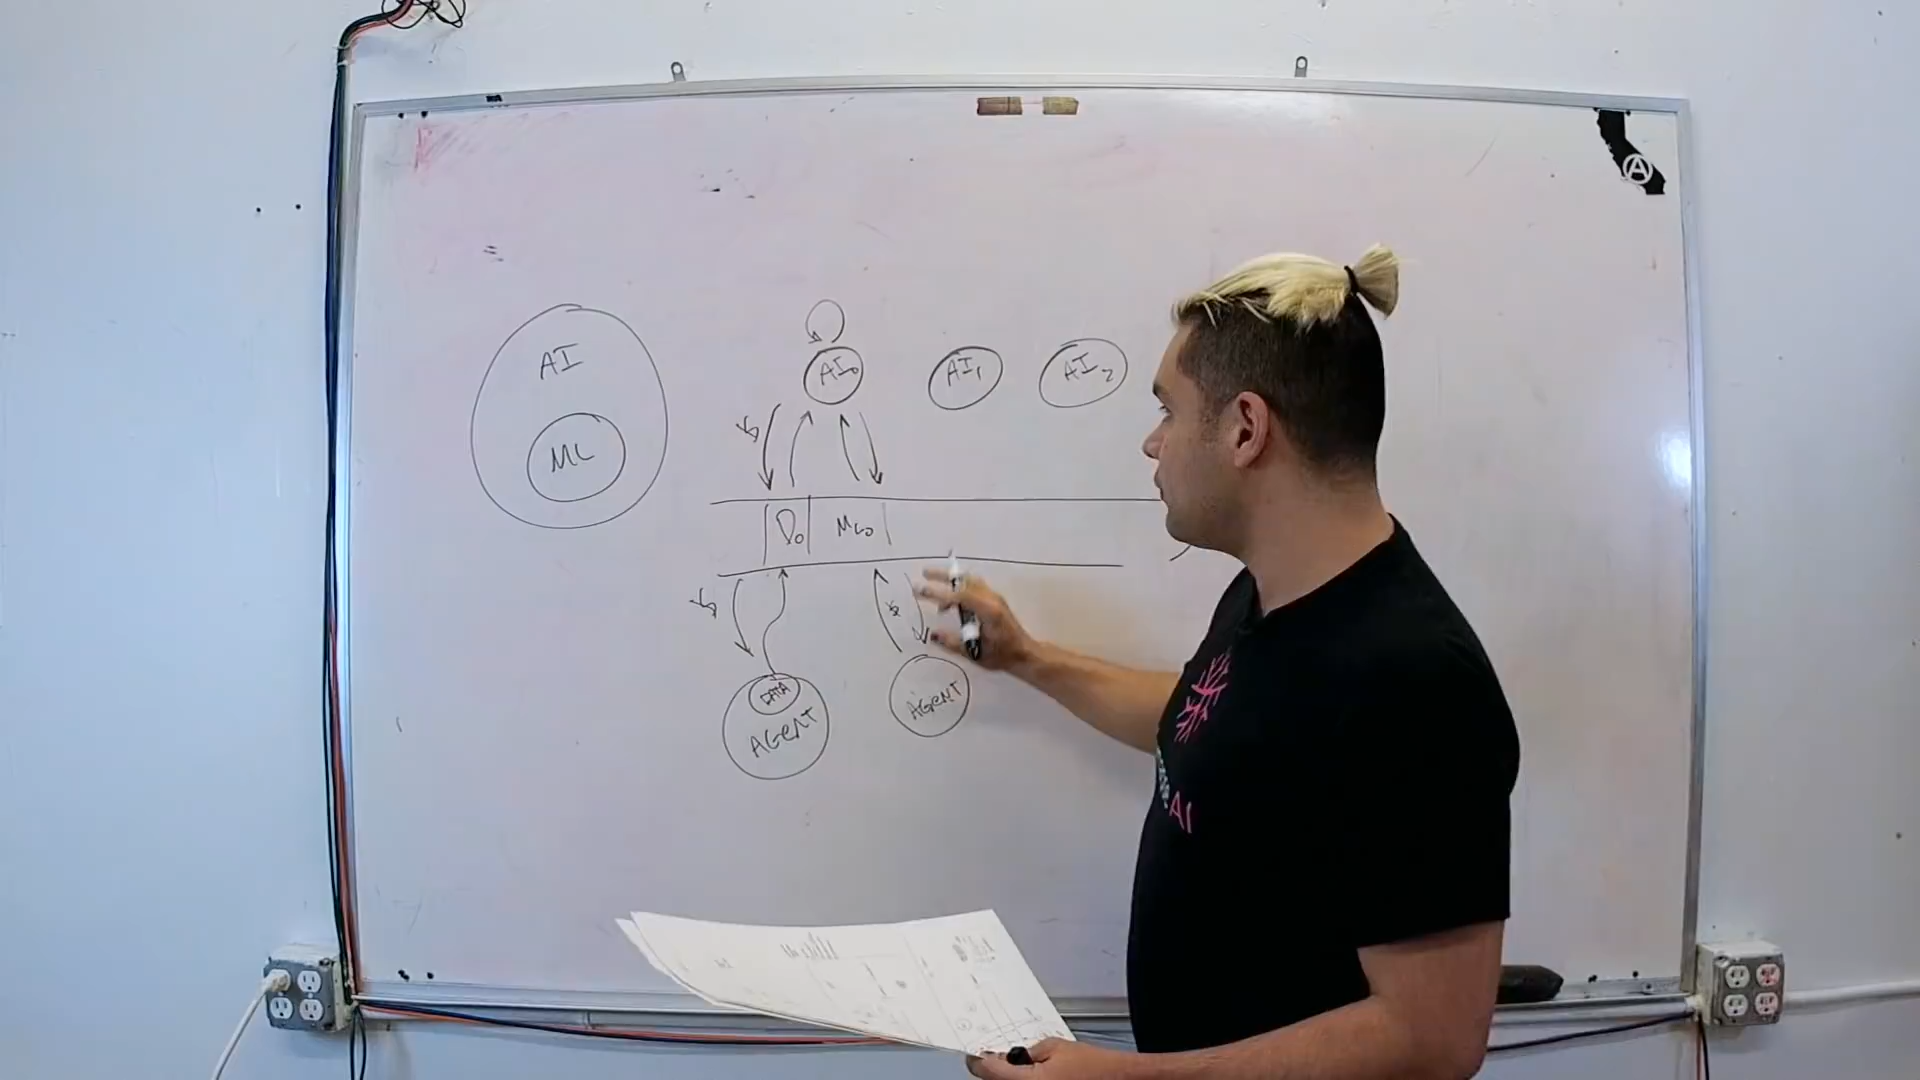 AI
ML
AI₀
AI₁
AI₂
D₀
ML₀
DATA
AGENT
AGENT
A
AI